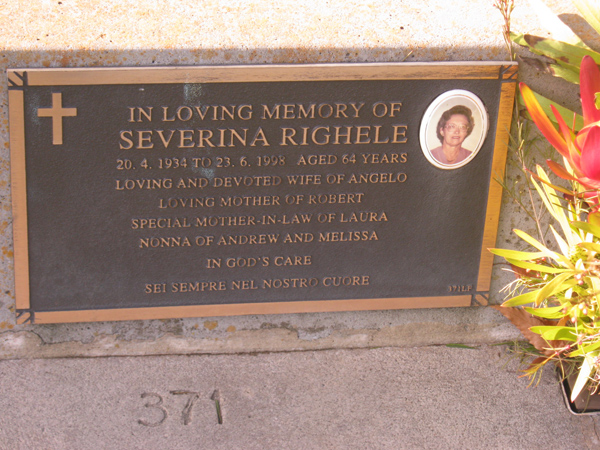 IN LOVING MEMORY OF
SEVERINA RIGHELE
20. 4. 1934 TO 23. 6. 1998 AGED 64 YEARS
LOVING AND DEVOTED WIFE OF ANGELO
LOVING MOTHER OF ROBERT
SPECIAL MOTHER-IN-LAW OF LAURA
NONNA OF ANDREW AND MELISSA
IN GOD'S CARE
SEI SEMPRE NEL NOSTRO CUORE
371LF
371